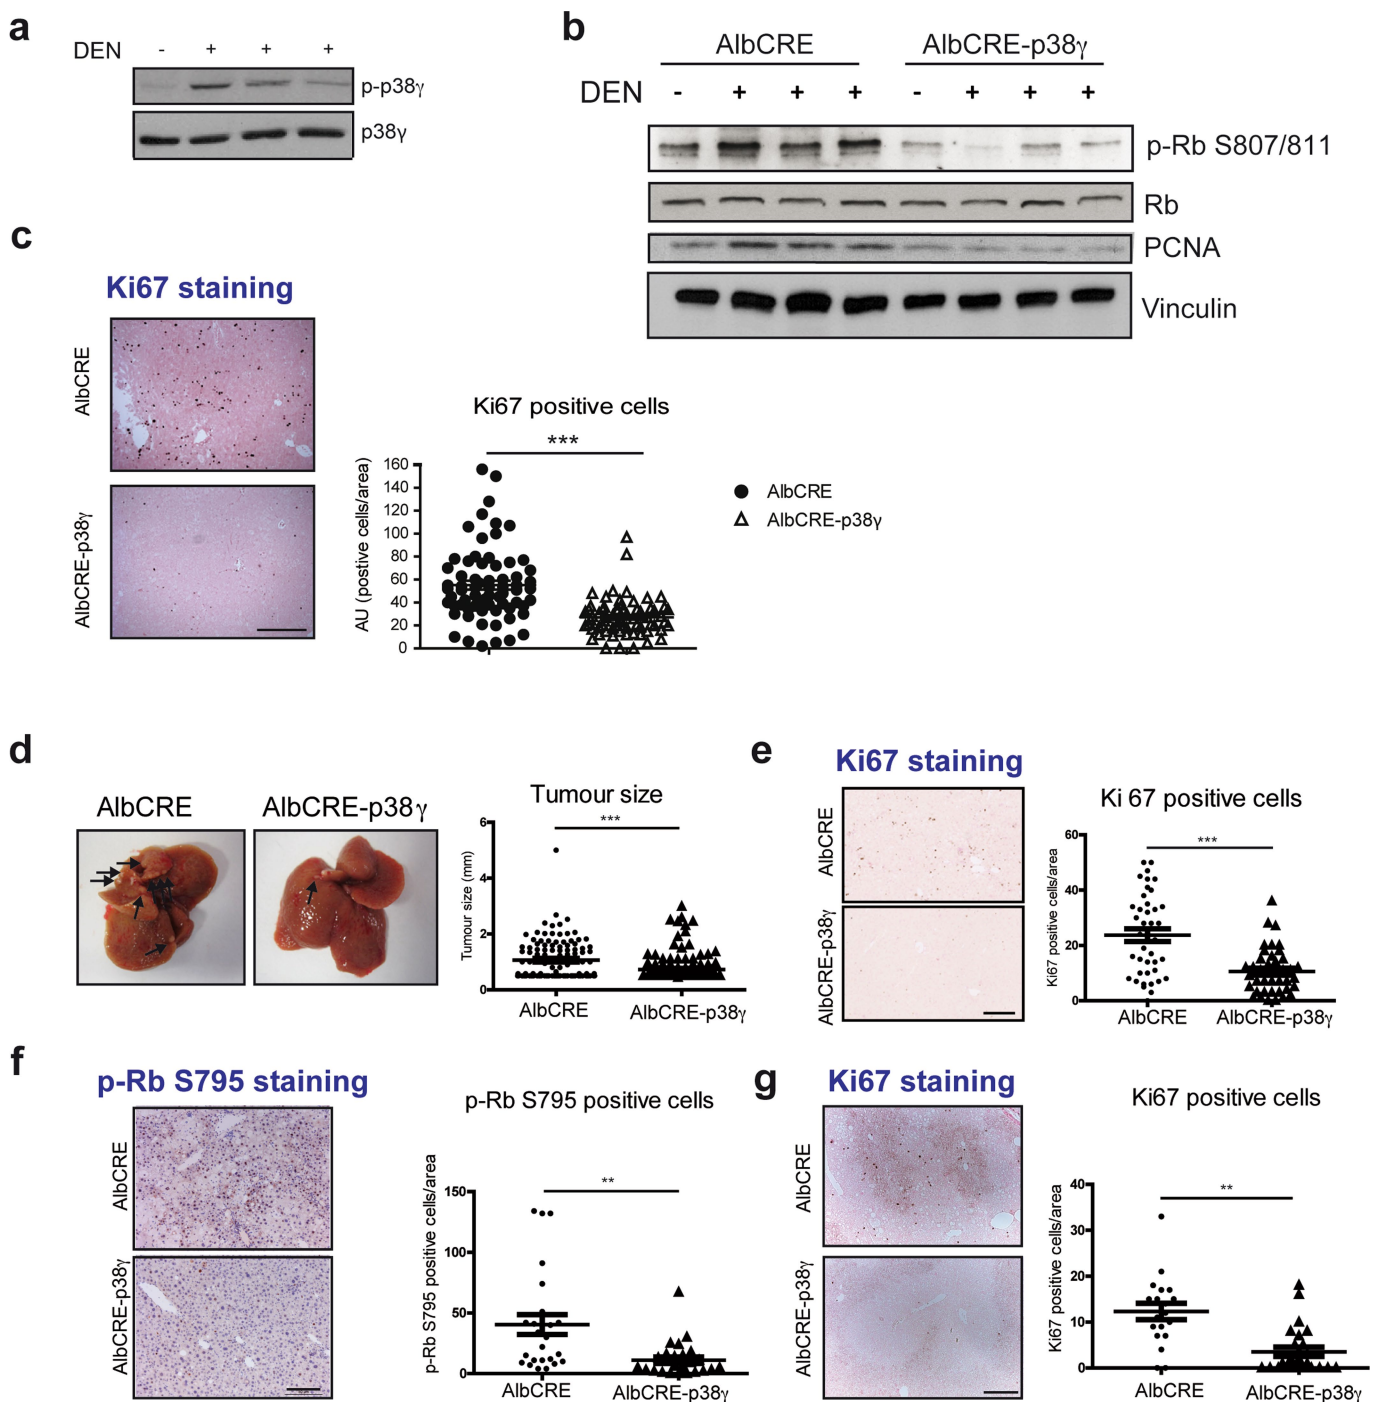 a
DEN - + + +
p-p38γ
p38γ
b
AlbCRE AlbCRE-p38γ
DEN - + + + - + + +
p-Rb S807/811
Rb
PCNA
Vinculin
c
Ki67 staining
AlbCRE
AlbCRE-p38γ
Ki67 positive cells
***
AU (postive cells/area)
160
140
120
100
80
60
40
20
0
AlbCRE
AlbCRE-p38γ
d
AlbCRE AlbCRE-p38γ
Tumour size
***
Tumour size (mm)
6
4
2
0
AlbCRE AlbCRE-p38γ
e
Ki67 staining
AlbCRE
AlbCRE-p38γ
Ki 67 positive cells
***
Ki67 positive cells/area
60
40
20
0
AlbCRE AlbCRE-p38γ
f
p-Rb S795 staining
AlbCRE
AlbCRE-p38γ
p-Rb S795 positive cells
**
p-Rb S795 positive cells/area
150
100
50
0
AlbCRE AlbCRE-p38γ
g
Ki67 staining
AlbCRE
AlbCRE-p38γ
Ki67 positive cells
**
Ki67 positive cells/area
40
30
20
10
0
AlbCRE AlbCRE-p38γ